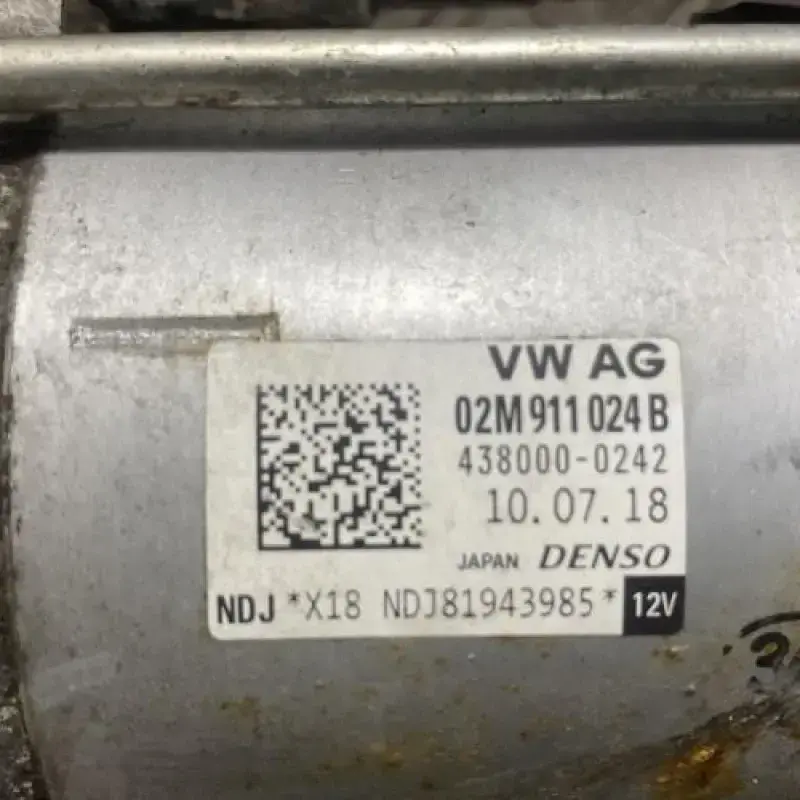 VW AG
02M 911 024 B
438000-0242
10.07.18
JAPAN DENSO
NDJ *X18 NDJ81943985* 12V